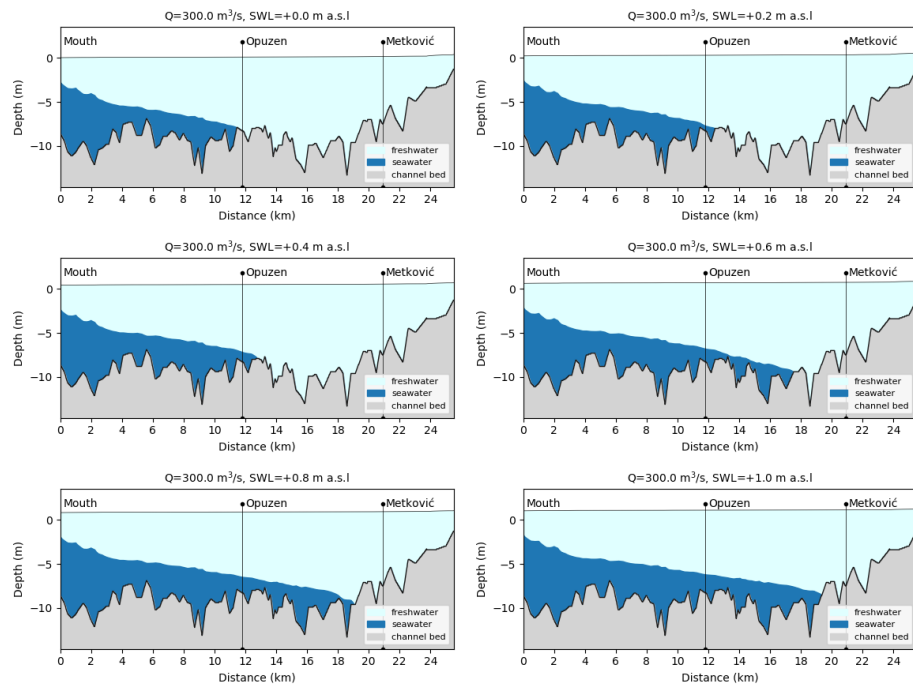 Q=300.0 m³/s, SWL=+0.0 m a.s.l
Mouth Opuzen Metković
0
−5
−10
Depth (m)
freshwater
seawater
channel bed
0 2 4 6 8 10 12 14 16 18 20 22 24
Distance (km)
Q=300.0 m³/s, SWL=+0.2 m a.s.l
Mouth Opuzen Metković
0
−5
−10
Depth (m)
freshwater
seawater
channel bed
0 2 4 6 8 10 12 14 16 18 20 22 24
Distance (km)
Q=300.0 m³/s, SWL=+0.4 m a.s.l
Mouth Opuzen Metković
0
−5
−10
Depth (m)
freshwater
seawater
channel bed
0 2 4 6 8 10 12 14 16 18 20 22 24
Distance (km)
Q=300.0 m³/s, SWL=+0.6 m a.s.l
Mouth Opuzen Metković
0
−5
−10
Depth (m)
freshwater
seawater
channel bed
0 2 4 6 8 10 12 14 16 18 20 22 24
Distance (km)
Q=300.0 m³/s, SWL=+0.8 m a.s.l
Mouth Opuzen Metković
0
−5
−10
Depth (m)
freshwater
seawater
channel bed
0 2 4 6 8 10 12 14 16 18 20 22 24
Distance (km)
Q=300.0 m³/s, SWL=+1.0 m a.s.l
Mouth Opuzen Metković
0
−5
−10
Depth (m)
freshwater
seawater
channel bed
0 2 4 6 8 10 12 14 16 18 20 22 24
Distance (km)